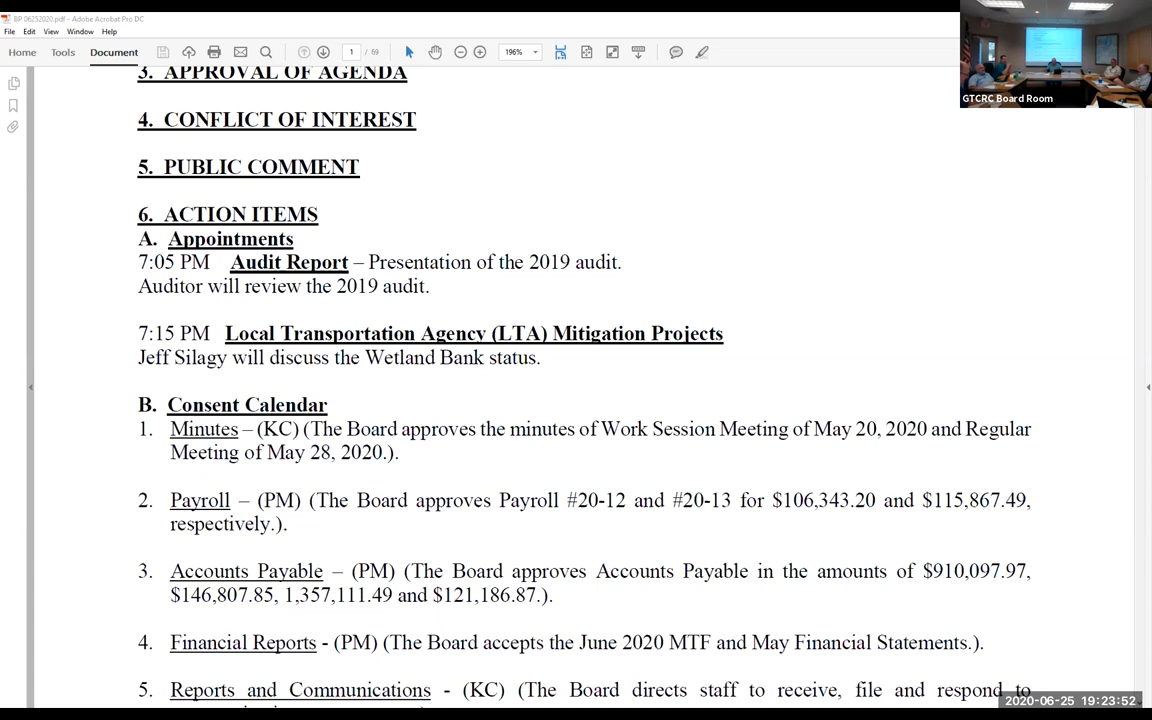 BP 06252020.pdf - Adobe Acrobat Pro DC
File Edit View Window Help
Home Tools Document 1 / 59 196%
GTCRC Board Room
3. APPROVAL OF AGENDA
4. CONFLICT OF INTEREST
5. PUBLIC COMMENT
6. ACTION ITEMS
A. Appointments
7:05 PM Audit Report – Presentation of the 2019 audit.
Auditor will review the 2019 audit.
7:15 PM Local Transportation Agency (LTA) Mitigation Projects
Jeff Silagy will discuss the Wetland Bank status.
B. Consent Calendar
1. Minutes – (KC) (The Board approves the minutes of Work Session Meeting of May 20, 2020 and Regular
Meeting of May 28, 2020.).
2. Payroll – (PM) (The Board approves Payroll #20-12 and #20-13 for $106,343.20 and $115,867.49,
respectively.).
3. Accounts Payable – (PM) (The Board approves Accounts Payable in the amounts of $910,097.97,
$146,807.85, 1,357,111.49 and $121,186.87.).
4. Financial Reports - (PM) (The Board accepts the June 2020 MTF and May Financial Statements.).
5. Reports and Communications - (KC) (The Board directs staff to receive, file and respond to
2020-06-25 19:23:52